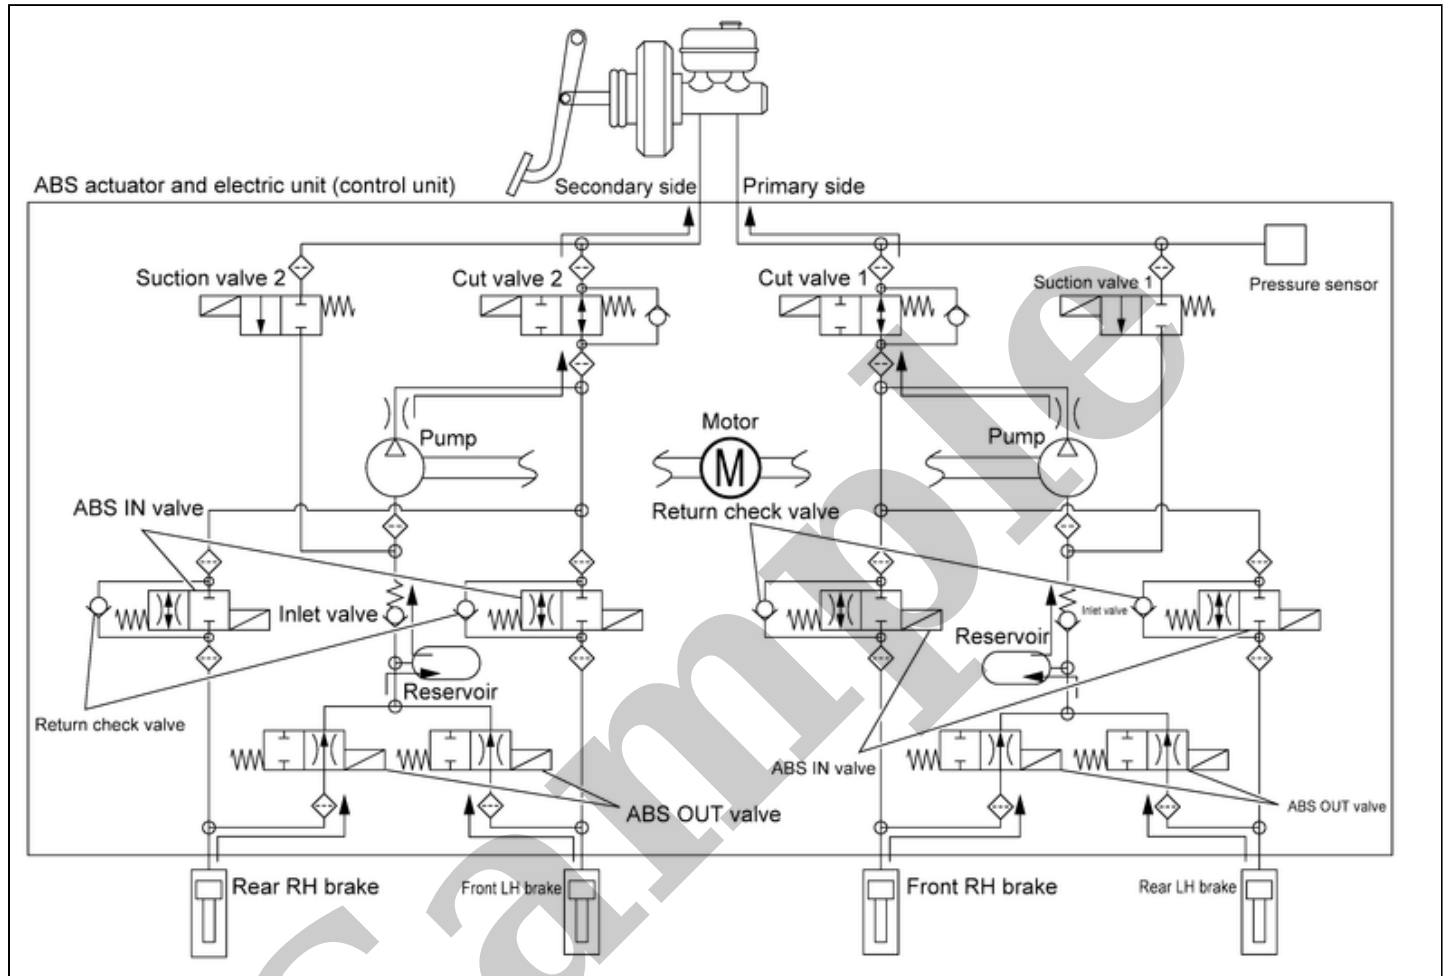 ABS actuator and electric unit (control unit)
Secondary side
Primary side
Suction valve 2
Cut valve 2
Cut valve 1
Suction valve 1
Pressure sensor
Motor
M
Pump
Pump
ABS IN valve
Return check valve
Inlet valve
Inlet valve
Reservoir
Reservoir
Return check valve
ABS IN valve
ABS OUT valve
ABS OUT valve
Rear RH brake
Front LH brake
Front RH brake
Rear LH brake
Sample